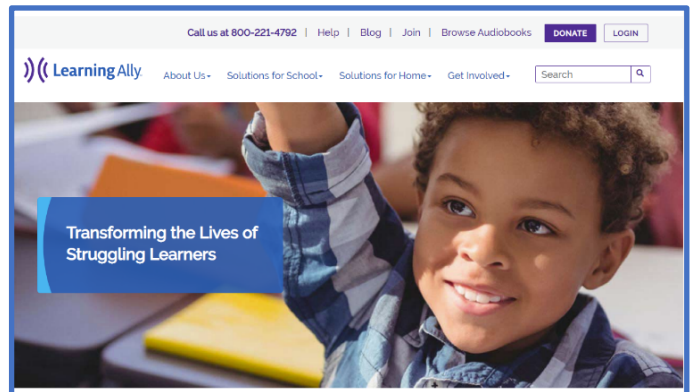 Call us at 800-221-4792 | Help | Blog | Join | Browse Audiobooks DONATE LOGIN
Learning Ally. About Us Solutions for School Solutions for Home Get Involved Search
Transforming the Lives of
Struggling Learners